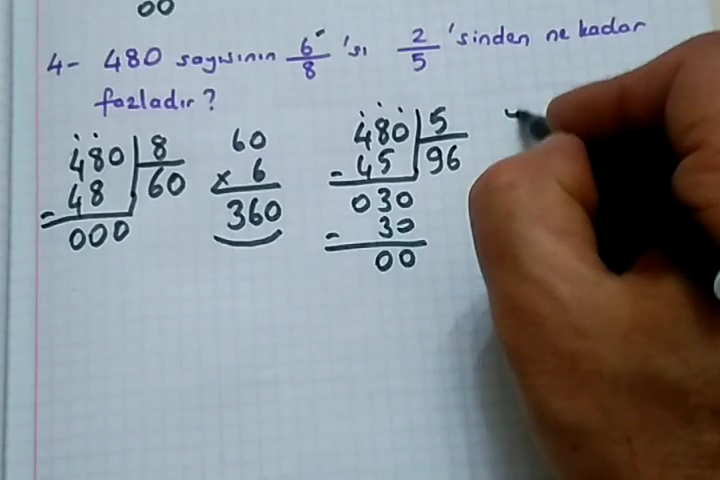 00
4- 480 sayısının 6/8 'sı 2/5 'sinden ne kadar
fazladır?
480 8 60 480 5
- 48 60 x 6 - 45 96
000 360 030
- 30
00